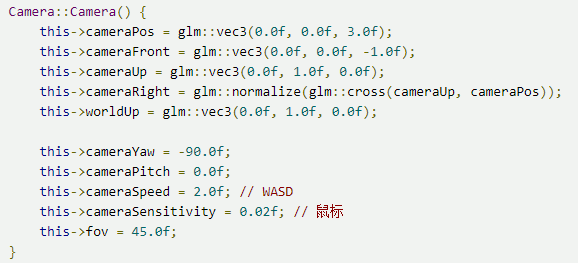 Camera::Camera() {
    this->cameraPos = glm::vec3(0.0f, 0.0f, 3.0f);
    this->cameraFront = glm::vec3(0.0f, 0.0f, -1.0f);
    this->cameraUp = glm::vec3(0.0f, 1.0f, 0.0f);
    this->cameraRight = glm::normalize(glm::cross(cameraUp, cameraPos));
    this->worldUp = glm::vec3(0.0f, 1.0f, 0.0f);

    this->cameraYaw = -90.0f;
    this->cameraPitch = 0.0f;
    this->cameraSpeed = 2.0f; // WASD
    this->cameraSensitivity = 0.02f; // 鼠标
    this->fov = 45.0f;
}